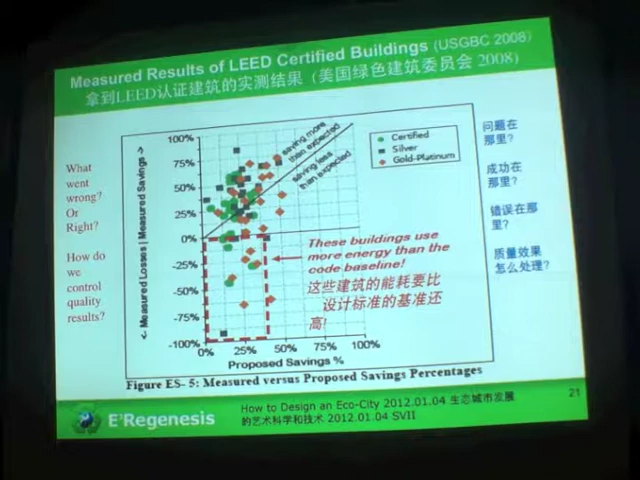 Measured Results of LEED Certified Buildings (USGBC 2008)
拿到LEED认证建筑的实测结果（美国绿色建筑委员会 2008）
What
went
wrong?
Or
Right?
How do
we
control
quality
results?
<- Measured Losses | Measured Savings ->
100%
75%
50%
25%
0%
-25%
-50%
-75%
-100%
saving more
than expected
saving less
than expected
Certified
Silver
Gold-Platinum
These buildings use
more energy than the
code baseline!
这些建筑的能耗要比
设计标准的基准还
高!
0%
25%
50%
75%
100%
Proposed Savings %
Figure ES- 5: Measured versus Proposed Savings Percentages
问题在
那里?
成功在
那里?
错误在那
里?
质量效果
怎么处理?
E'Regenesis
How to Design an Eco-City 2012.01.04 生态城市发展
的艺术科学和技术 2012.01.04 SVII
21